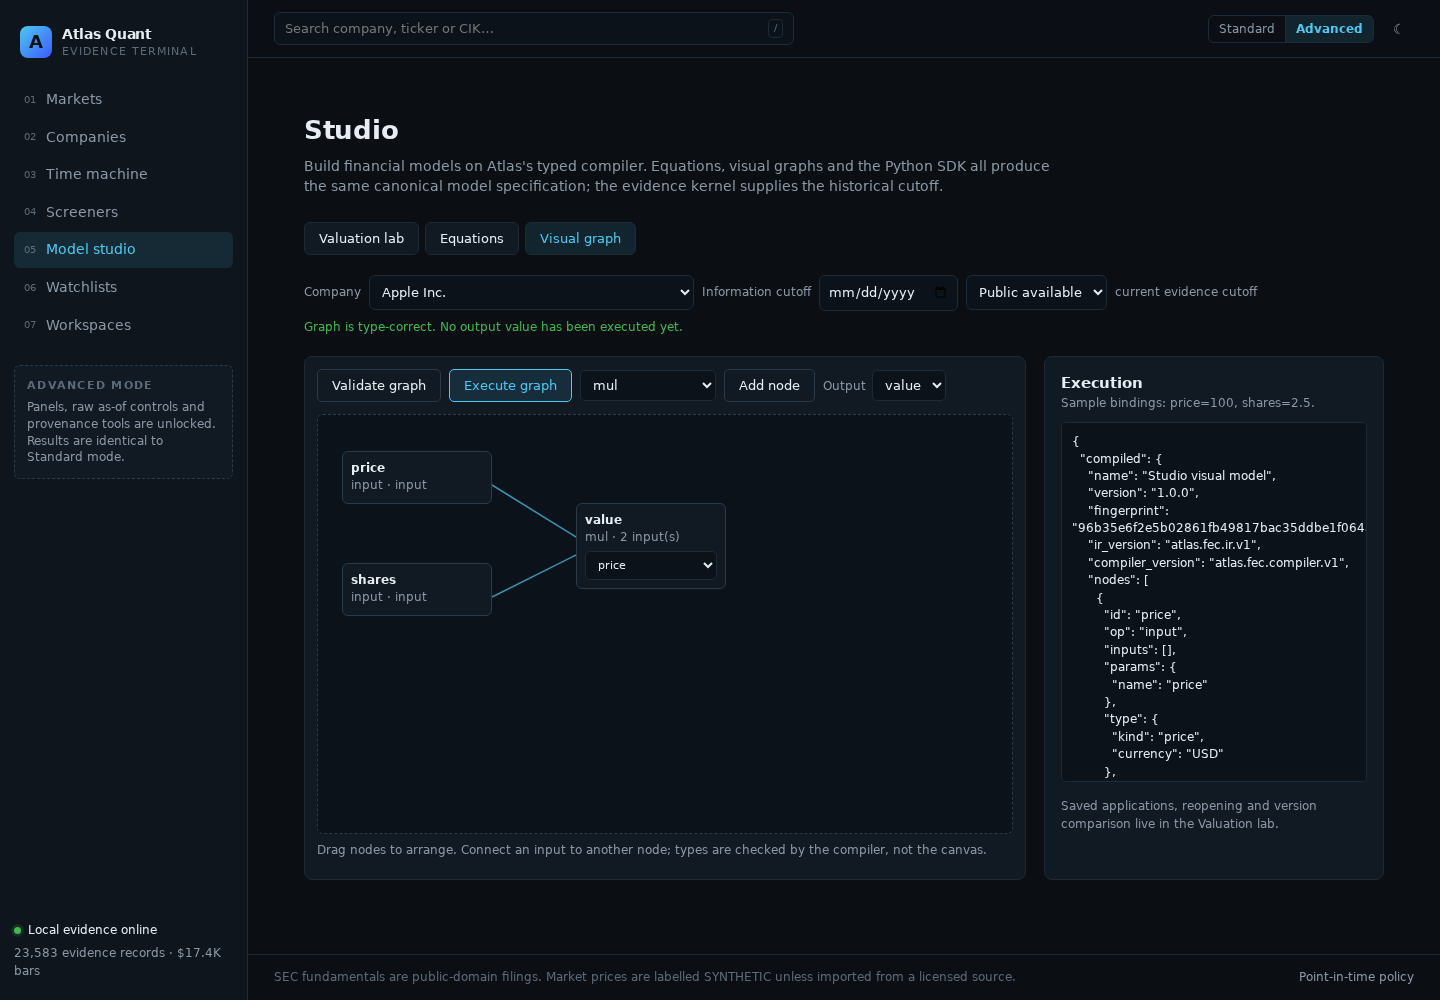 A
Atlas Quant
EVIDENCE TERMINAL
01 Markets
02 Companies
03 Time machine
04 Screeners
05 Model studio
06 Watchlists
07 Workspaces
ADVANCED MODE
Panels, raw as-of controls and
provenance tools are unlocked.
Results are identical to
Standard mode.
Local evidence online
23,583 evidence records · $17.4K
bars
Search company, ticker or CIK…
/
Standard
Advanced
Studio
Build financial models on Atlas's typed compiler. Equations, visual graphs and the Python SDK all produce
the same canonical model specification; the evidence kernel supplies the historical cutoff.
Valuation lab
Equations
Visual graph
Company
Apple Inc.
Information cutoff
mm/dd/yyyy
Public available
current evidence cutoff
Graph is type-correct. No output value has been executed yet.
Validate graph
Execute graph
mul
Add node
Output
value
price
input · input
shares
input · input
value
mul · 2 input(s)
price
Drag nodes to arrange. Connect an input to another node; types are checked by the compiler, not the canvas.
Execution
Sample bindings: price=100, shares=2.5.
{
"compiled": {
"name": "Studio visual model",
"version": "1.0.0",
"fingerprint":
"96b35e6f2e5b02861fb49817bac35ddbe1f064
"ir_version": "atlas.fec.ir.v1",
"compiler_version": "atlas.fec.compiler.v1",
"nodes": [
{
"id": "price",
"op": "input",
"inputs": [],
"params": {
"name": "price"
},
"type": {
"kind": "price",
"currency": "USD"
},
Saved applications, reopening and version
comparison live in the Valuation lab.
SEC fundamentals are public-domain filings. Market prices are labelled SYNTHETIC unless imported from a licensed source.
Point-in-time policy